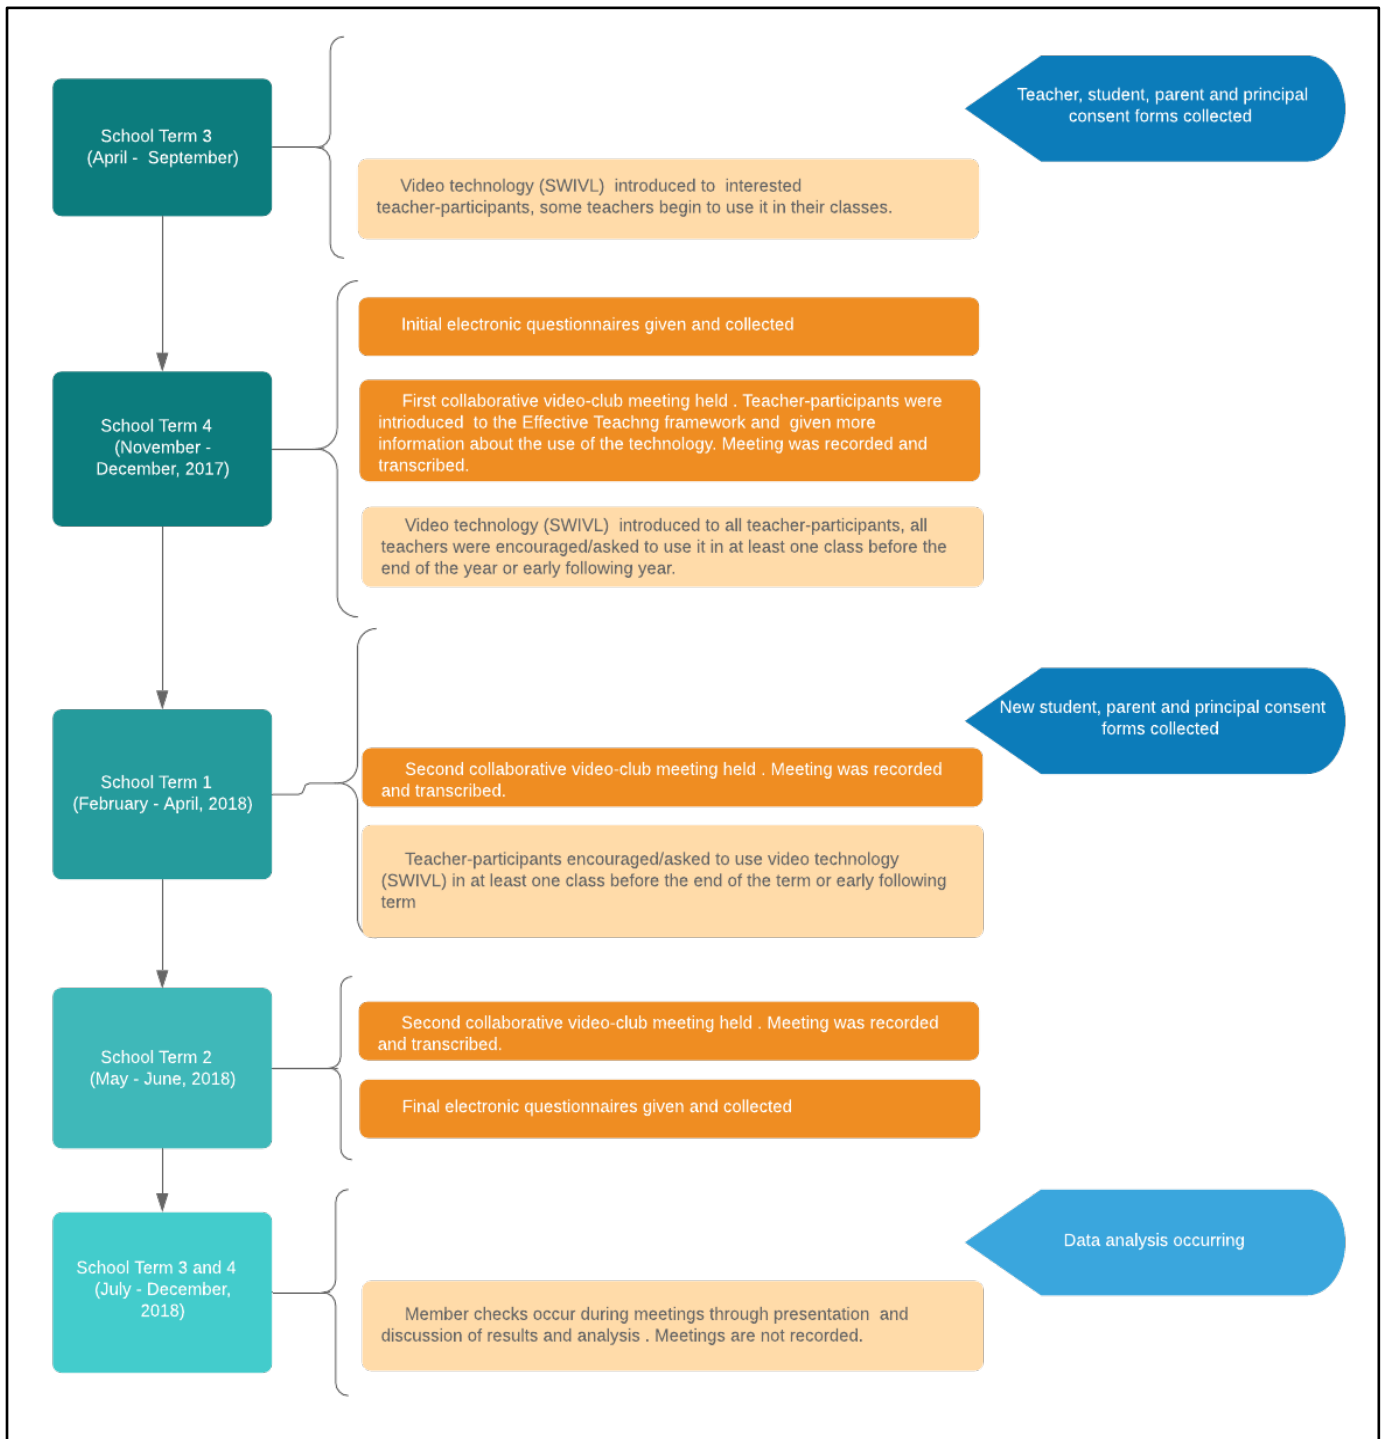 School Term 3
(April -  September)
Teacher, student, parent and principal
consent forms collected
Video technology (SWIVL)  introduced to  interested
teacher-participants, some teachers begin to use it in their classes.
School Term 4
(November -
December, 2017)
Initial electronic questionnaires given and collected
First collaborative video-club meeting held . Teacher-participants were
intrioduced  to the Effective Teachng framework and  given more
information about the use of the technology. Meeting was recorded and
transcribed.
Video technology (SWIVL)  introduced to all teacher-participants, all
teachers were encouraged/asked to use it in at least one class before the
end of the year or early following year.
School Term 1
(February - April, 2018)
New student, parent and principal consent
forms collected
Second collaborative video-club meeting held . Meeting was recorded
and transcribed.
Teacher-participants encouraged/asked to use video technology
(SWIVL) in at least one class before the end of the term or early following
term
School Term 2
(May - June, 2018)
Second collaborative video-club meeting held . Meeting was recorded
and transcribed.
Final electronic questionnaires given and collected
School Term 3 and 4
(July - December,
2018)
Data analysis occurring
Member checks occur during meetings through presentation  and
discussion of results and analysis . Meetings are not recorded.